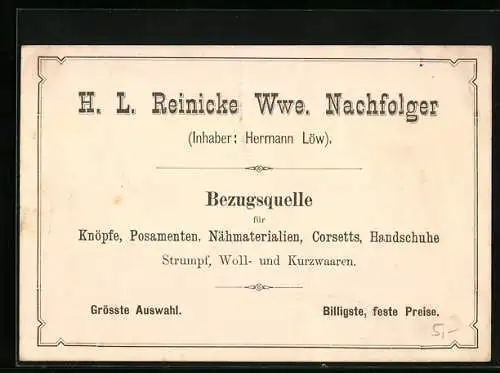 H. L. Reinicke Wwe. Nachfolger
(Inhaber: Hermann Löw).
Bezugsquelle
für
Knöpfe, Posamenten, Nähmaterialien, Corsetts, Handschuhe
Strumpf, Woll- und Kurzwaaren.
Grösste Auswahl. Billigste, feste Preise.
5,-